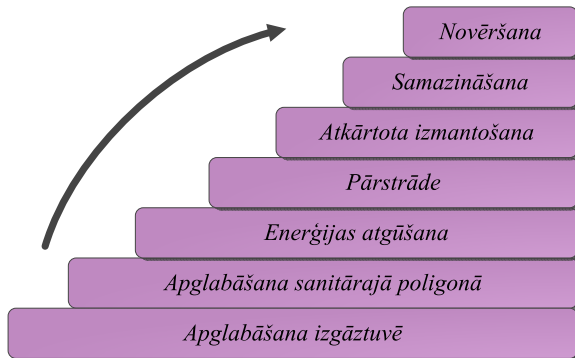 Novēršana
Samazināšana
Atkārtota izmantošana
Pārstrāde
Enerģijas atgūšana
Apglabāšana sanitārajā poligonā
Apglabāšana izgāztuvē